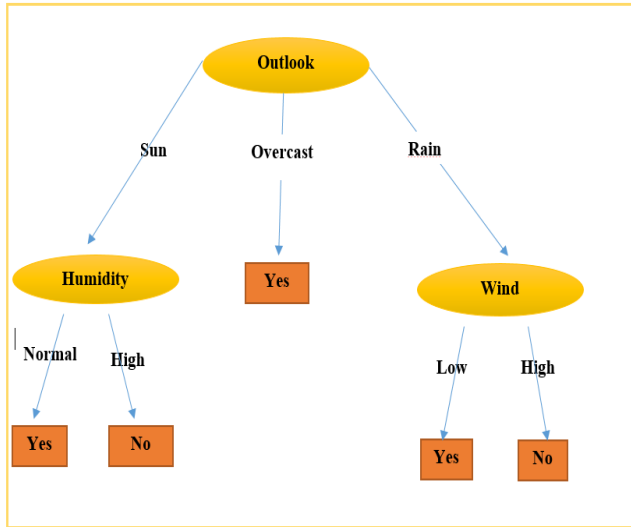 Outlook
Sun
Overcast
Rain
Humidity
Yes
Wind
Normal
High
Low
High
Yes
No
Yes
No